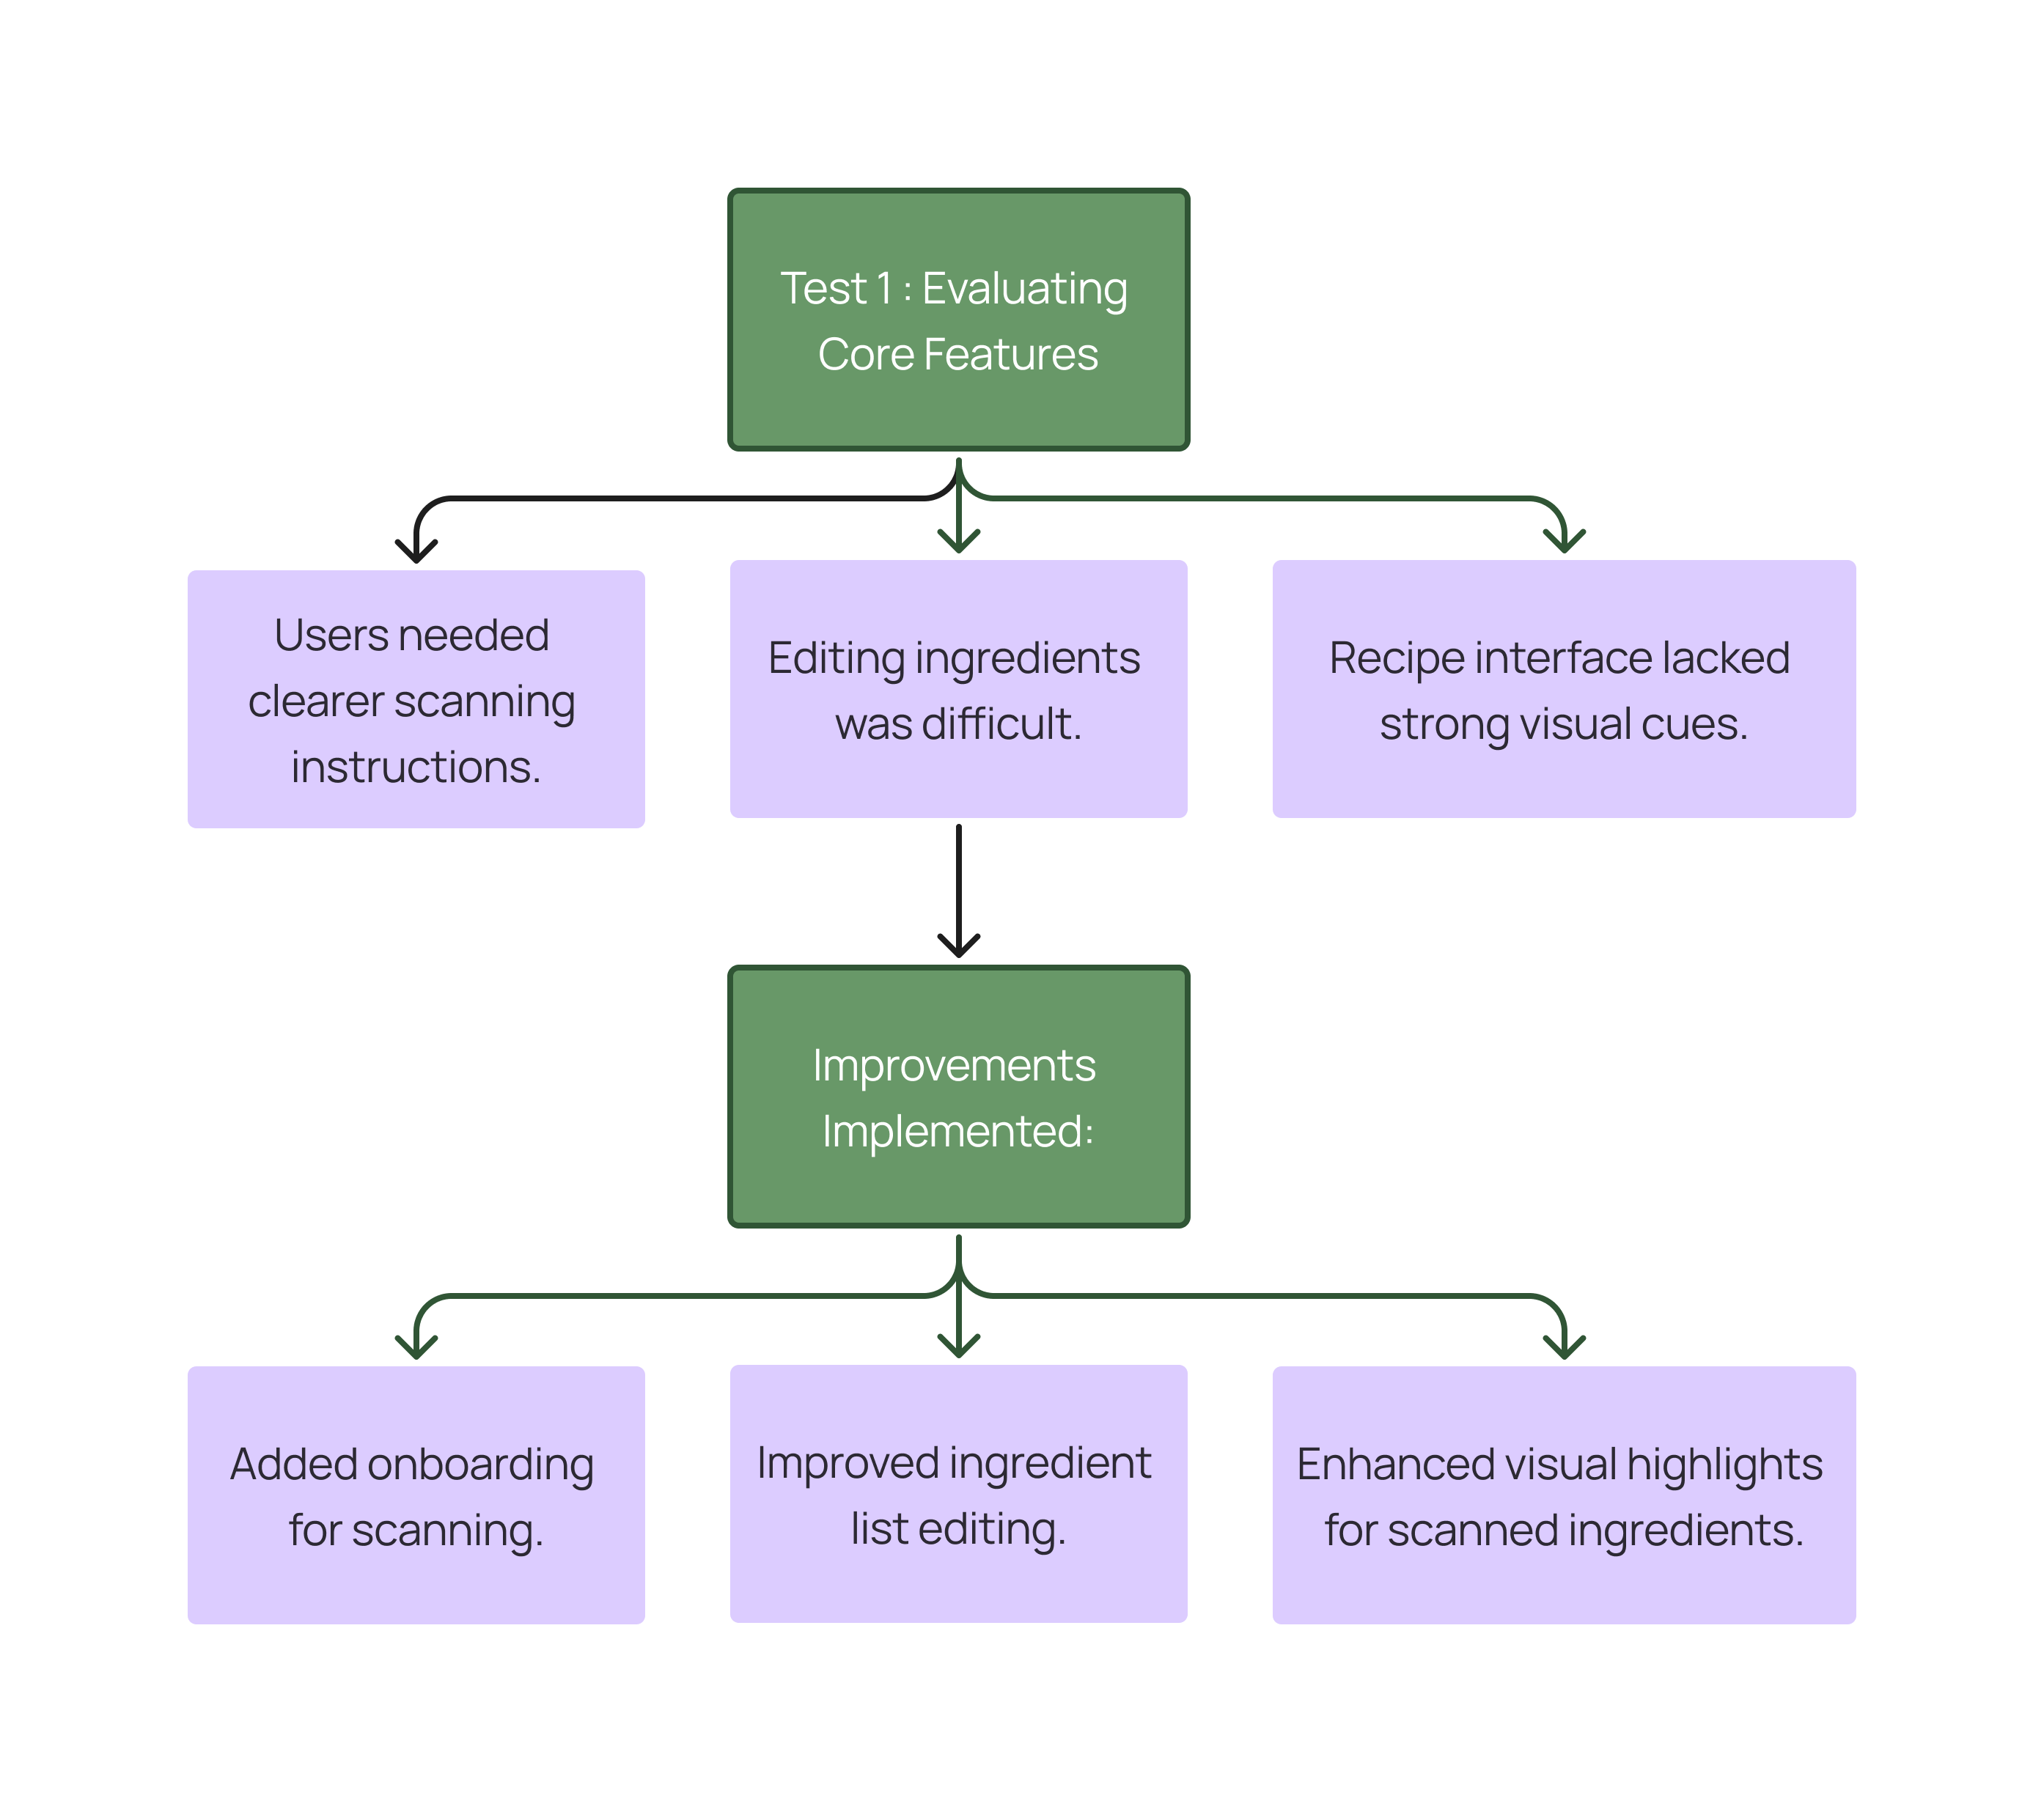 Test 1 : Evaluating
Core Features
Users needed
clearer scanning
instructions.
Editing ingredients
was difficult.
Recipe interface lacked
strong visual cues.
Improvements
Implemented:
Added onboarding
for scanning.
Improved ingredient
list editing.
Enhanced visual highlights
for scanned ingredients.